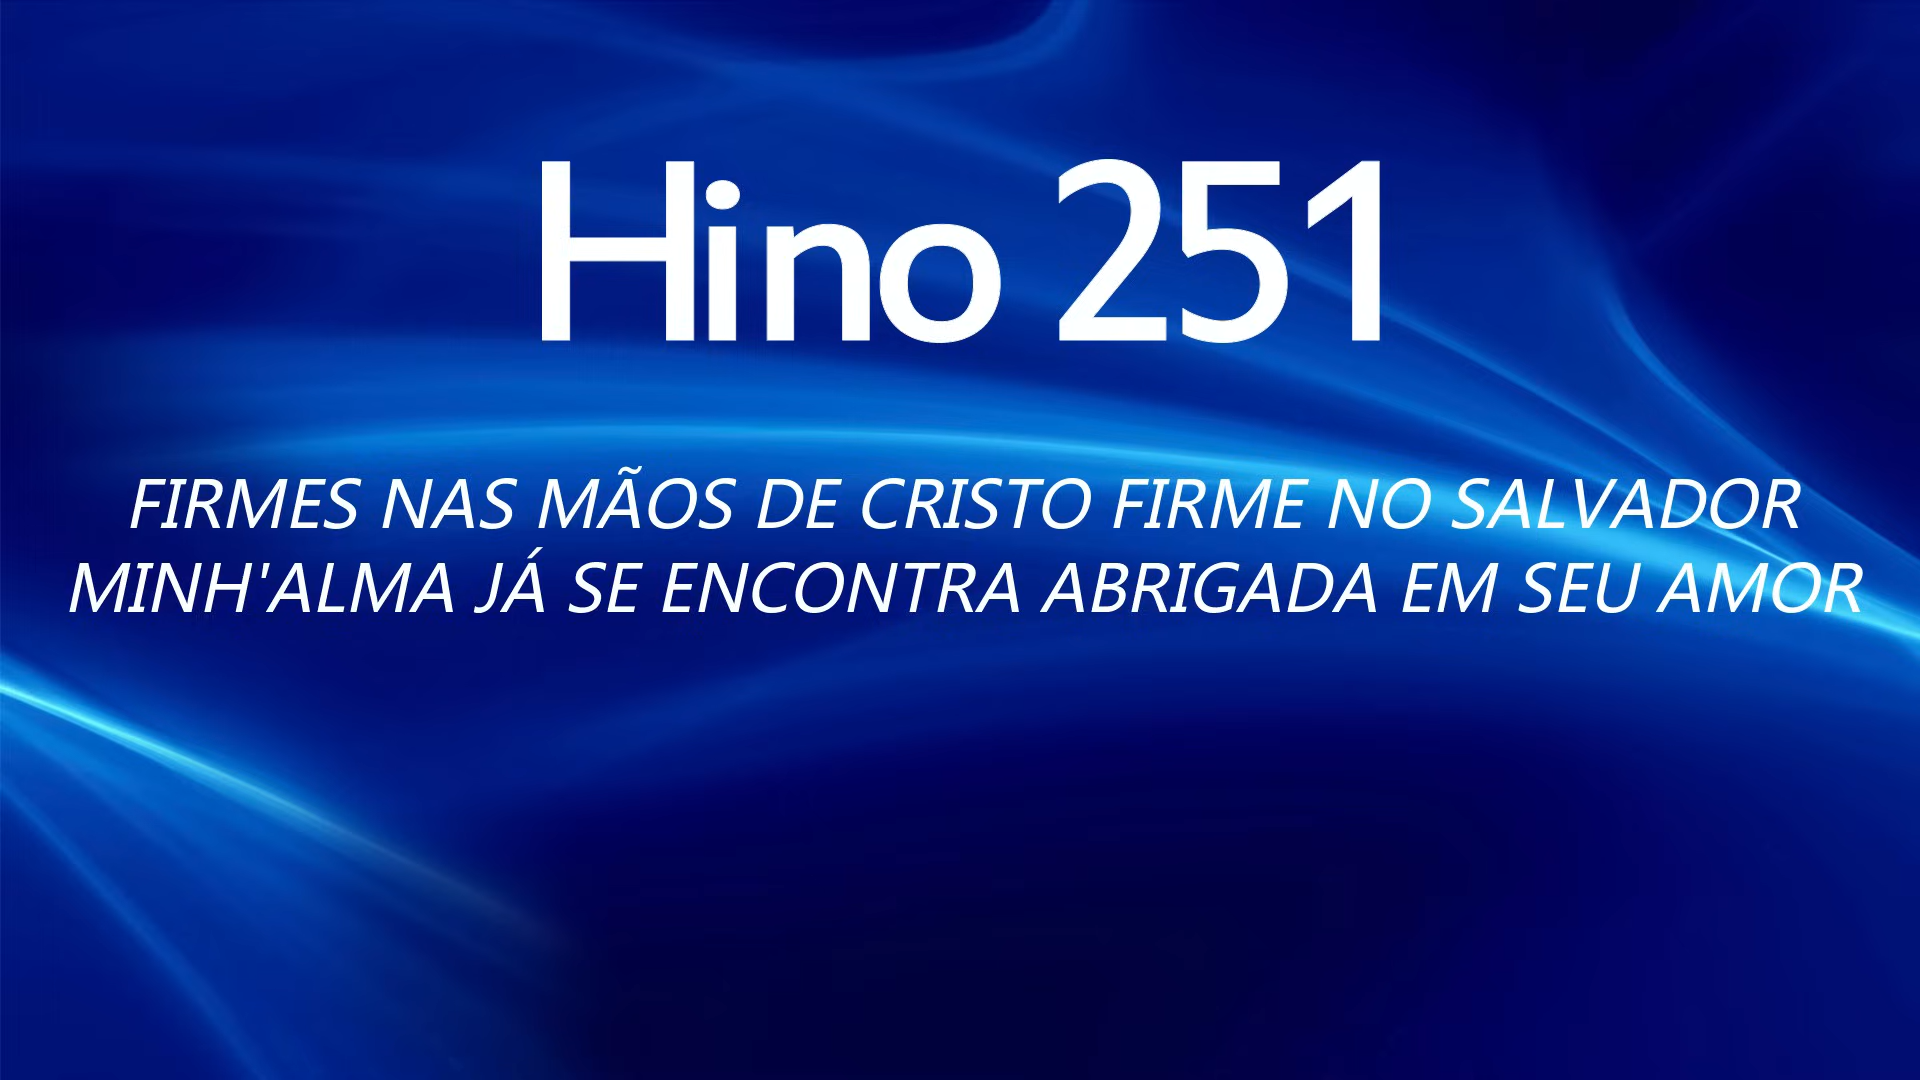 Hino 251
FIRMES NAS MÃOS DE CRISTO FIRME NO SALVADOR
MINH'ALMA JÁ SE ENCONTRA ABRIGADA EM SEU AMOR